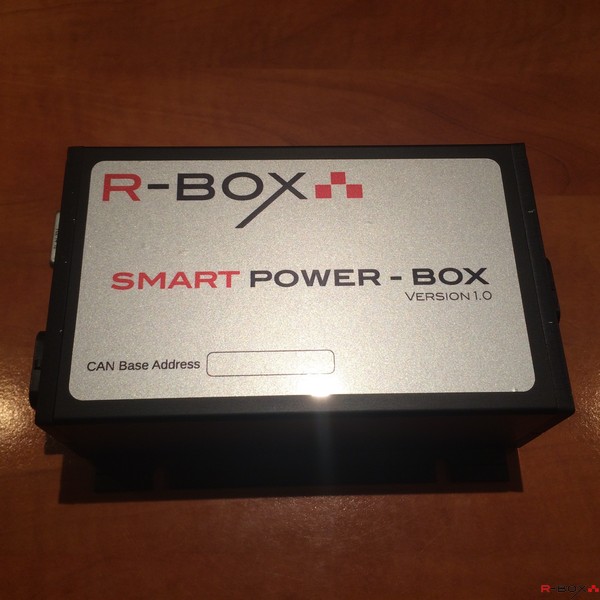 R-BOX
SMART POWER - BOX
VERSION 1.0
CAN Base Address
R-BOX